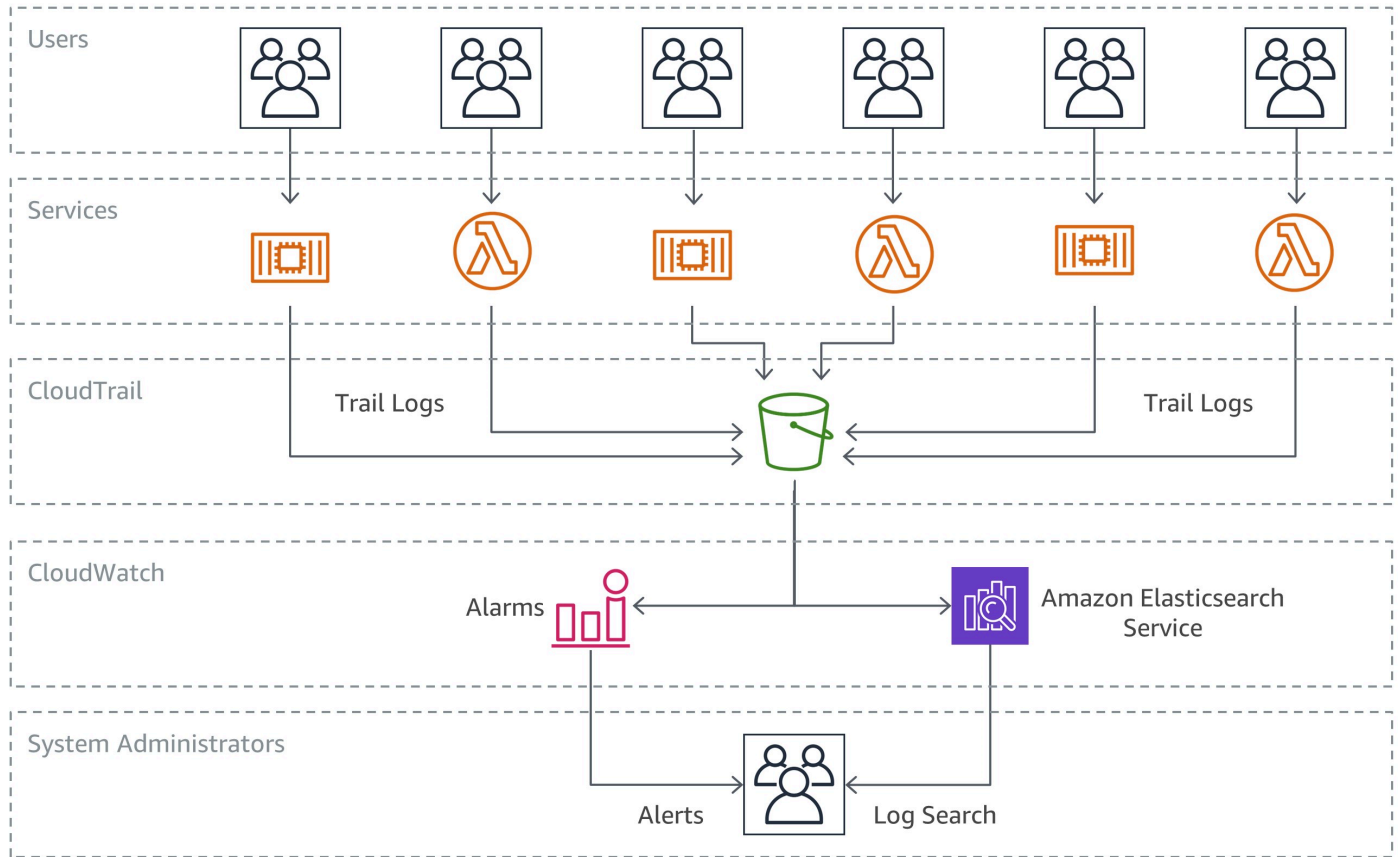 Users
Services
CloudTrail
Trail Logs
Trail Logs
CloudWatch
Alarms
Amazon Elasticsearch
Service
System Administrators
Alerts
Log Search